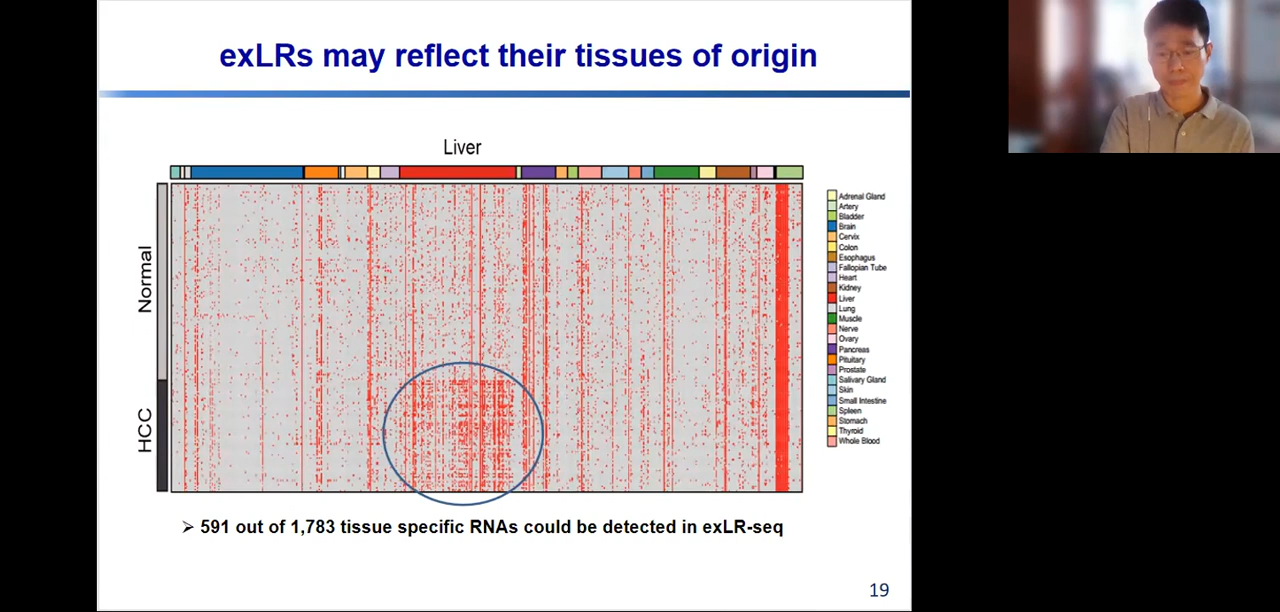 exLRs may reflect their tissues of origin
Liver
Normal
HCC
Adrenal Gland
Artery
Bladder
Brain
Cervix
Colon
Esophagus
Fallopian Tube
Heart
Kidney
Liver
Lung
Muscle
Nerve
Ovary
Pancreas
Pituitary
Prostate
Salivary Gland
Skin
Small Intestine
Spleen
Stomach
Thyroid
Whole Blood
➢ 591 out of 1,783 tissue specific RNAs could be detected in exLR-seq
19